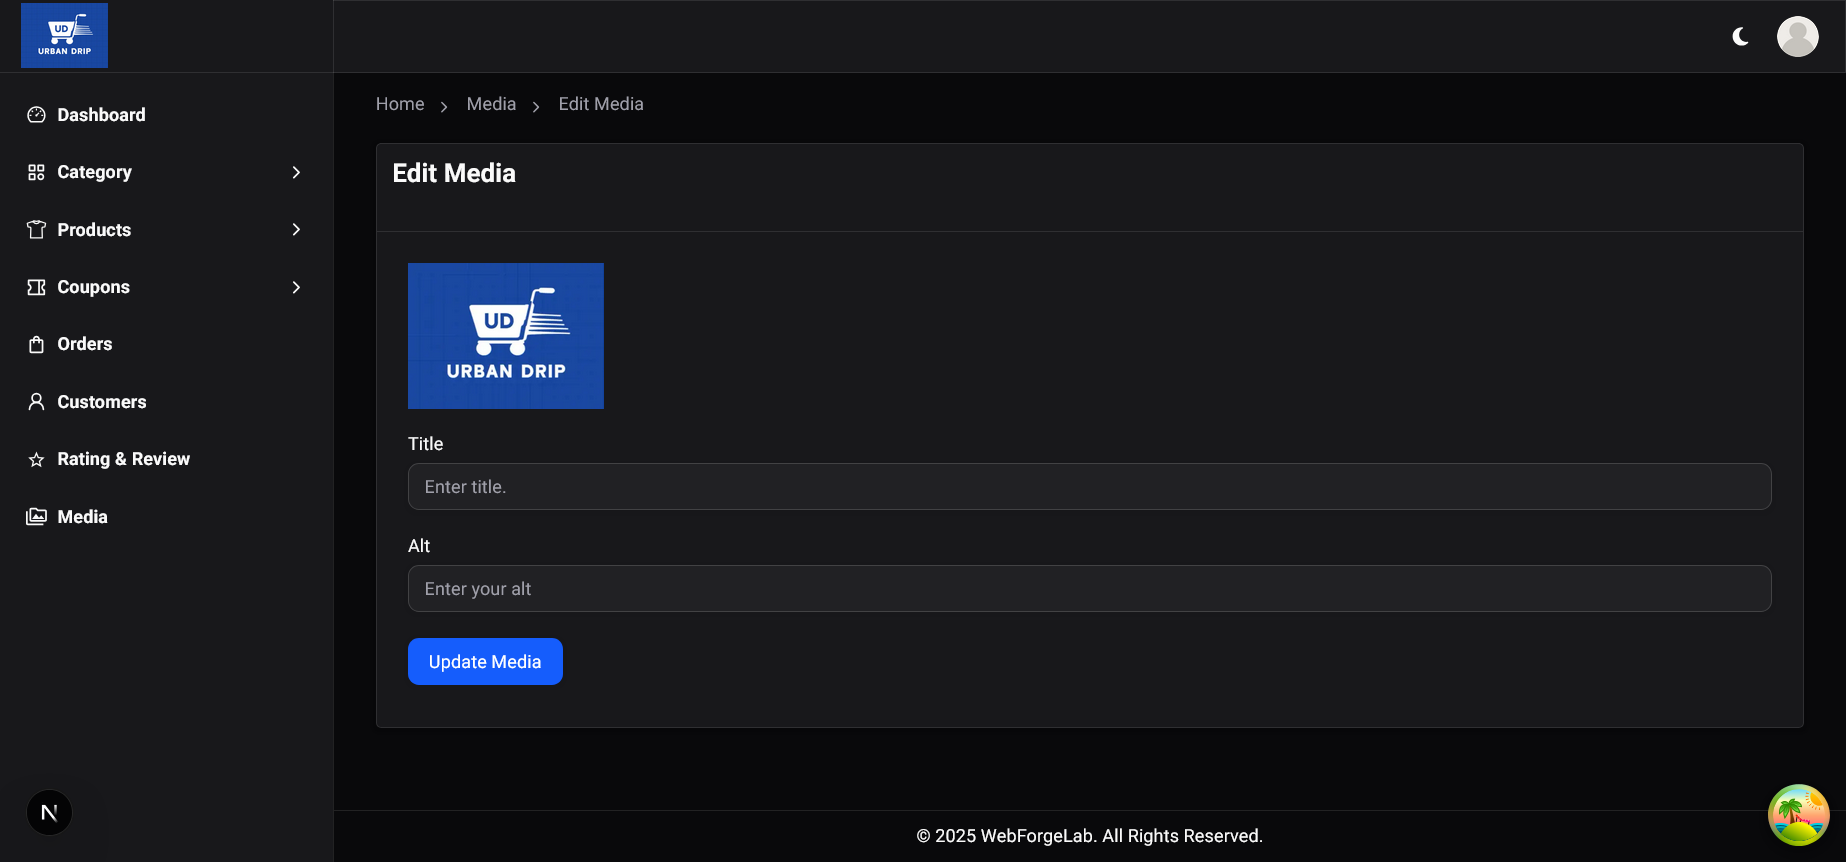 UD
URBAN DRIP
Dashboard
Category
Products
Coupons
Orders
Customers
Rating & Review
Media
N
Home > Media > Edit Media
Edit Media
UD
URBAN DRIP
Title
Enter title.
Alt
Enter your alt
Update Media
© 2025 WebForgeLab. All Rights Reserved.